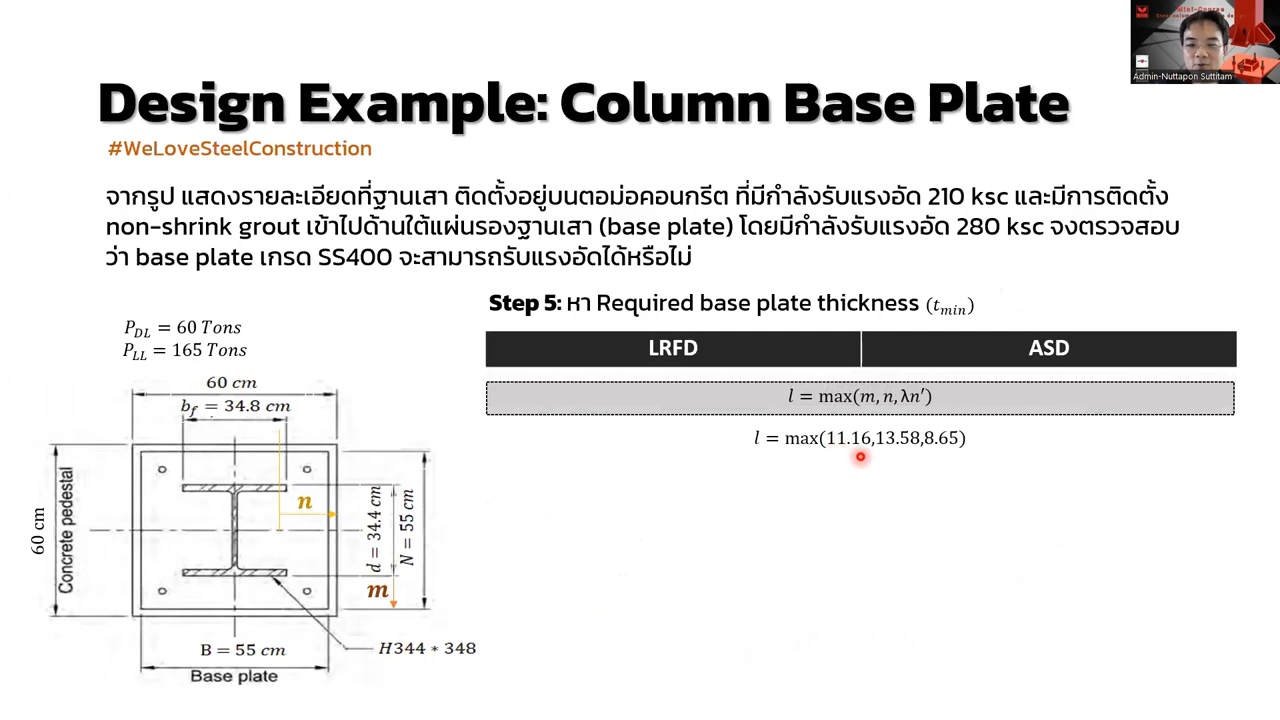 Mini-Course
Admin-Nuttapon Suttitam
Design Example: Column Base Plate
#WeLoveSteelConstruction
จากรูป แสดงรายละเอียดที่ฐานเสา ติดตั้งอยู่บนตอม่อคอนกรีต ที่มีกำลังรับแรงอัด 210 ksc และมีการติดตั้ง
non-shrink grout เข้าไปด้านใต้แผ่นรองฐานเสา (base plate) โดยมีกำลังรับแรงอัด 280 ksc จงตรวจสอบ
ว่า base plate เกรด SS400 จะสามารถรับแรงอัดได้หรือไม่
Step 5: หา Required base plate thickness (t_min)
P_DL = 60 Tons
P_LL = 165 Tons
LRFD
ASD
l = max(m, n, λn′)
l = max(11.16,13.58,8.65)
60 cm
b_f = 34.8 cm
n
d = 34.4 cm
N = 55 cm
60 cm
Concrete pedestal
m
B = 55 cm
H344 * 348
Base plate